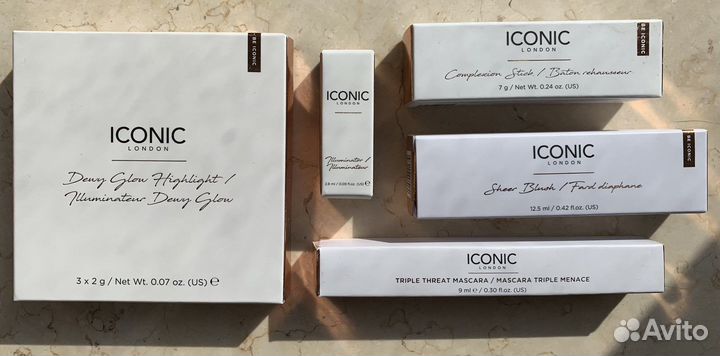 BE ICONIC
ICONIC
LONDON
Dewy Glow Highlight /
Illuminateur Dewy Glow
3 x 2 g / Net Wt. 0.07 oz. (US) ℮
ICONIC
LONDON
Illuminator /
Illuminateur
ICONIC
LONDON
Complexion Stick / Bâton rehausseur
7 g / Net Wt. 0.24 oz. (US)
BE ICONIC
ICONIC
LONDON
Sheer Blush / Fard diaphane
12.5 ml / 0.42 fl.oz. (US)
BE ICONIC
ICONIC
LONDON
TRIPLE THREAT MASCARA / MASCARA TRIPLE MENACE
9 ml ℮ / 0.30 fl.oz. (US)
Avito